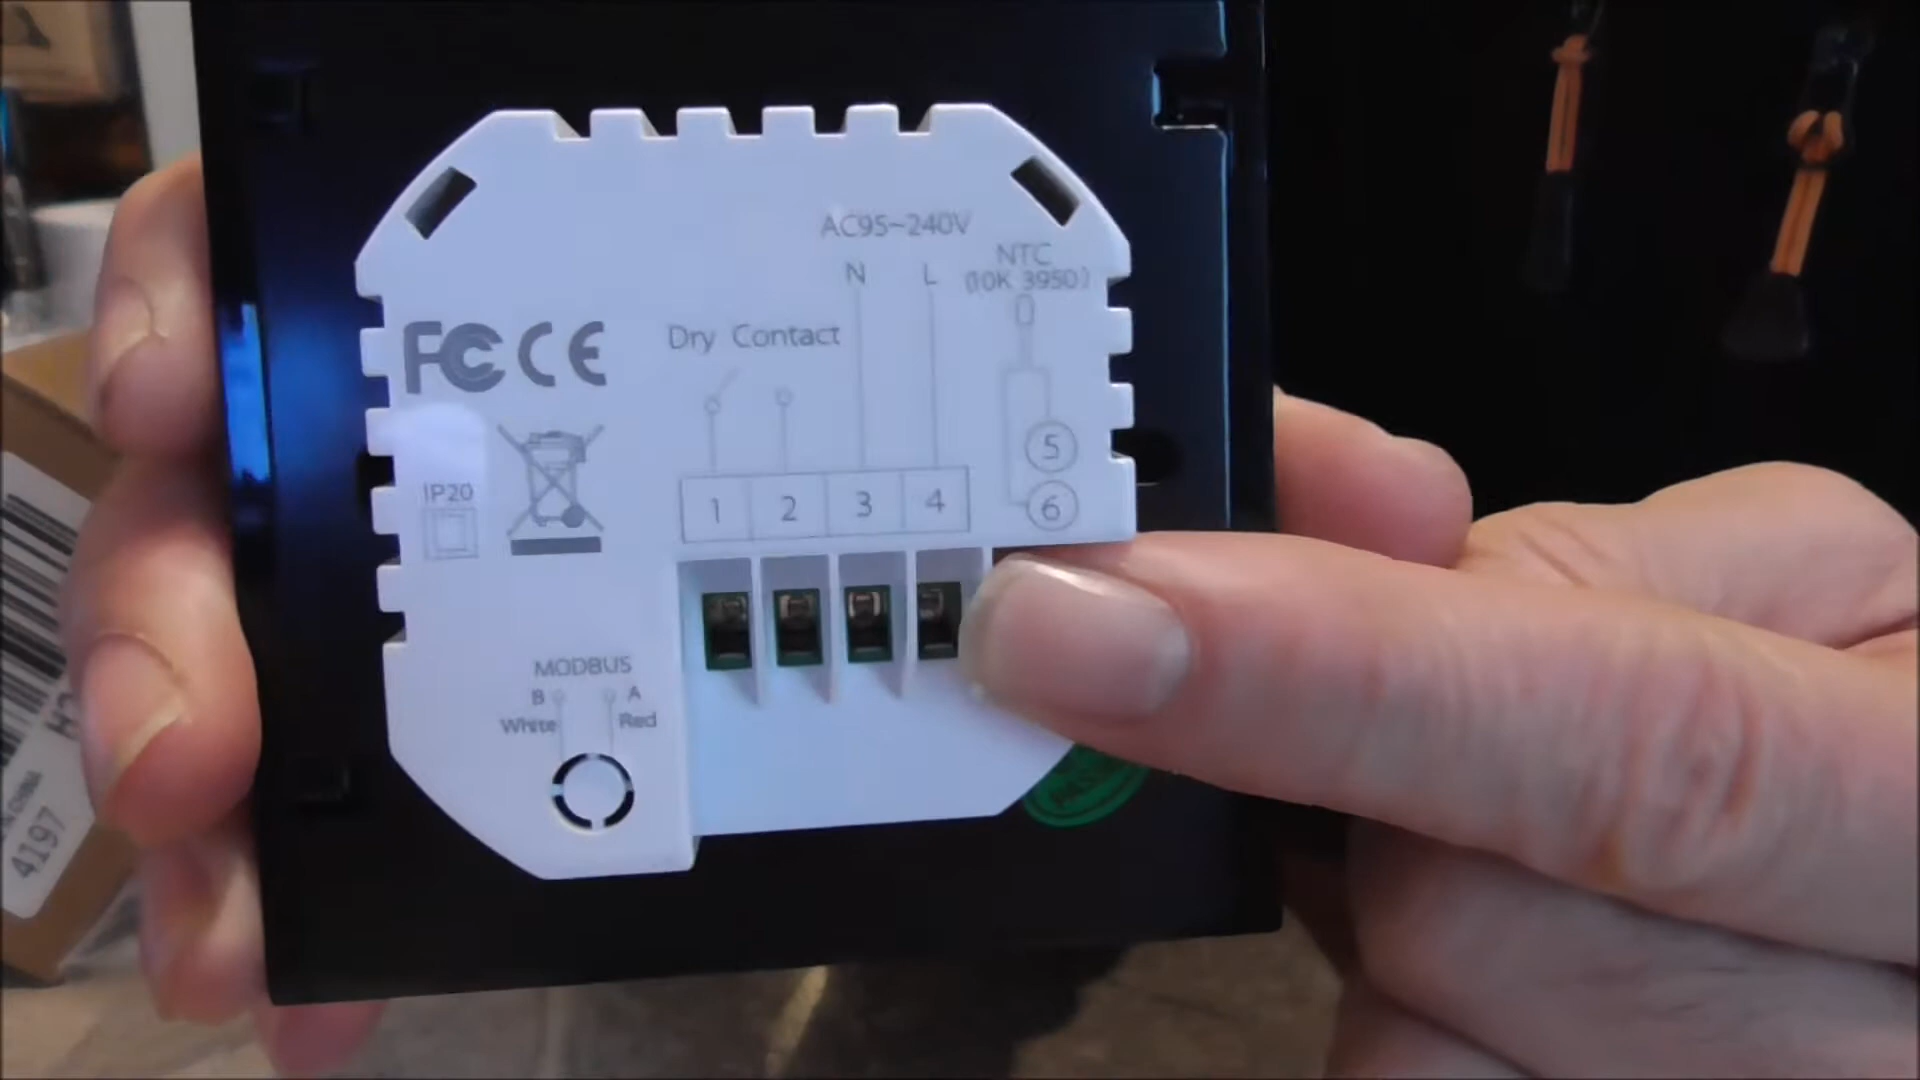 AC95~240V
N L
NTC
(10K 3950)
Dry Contact
FC CE
IP20
1 2 3 4
5
6
MODBUS
B A
White Red
4197